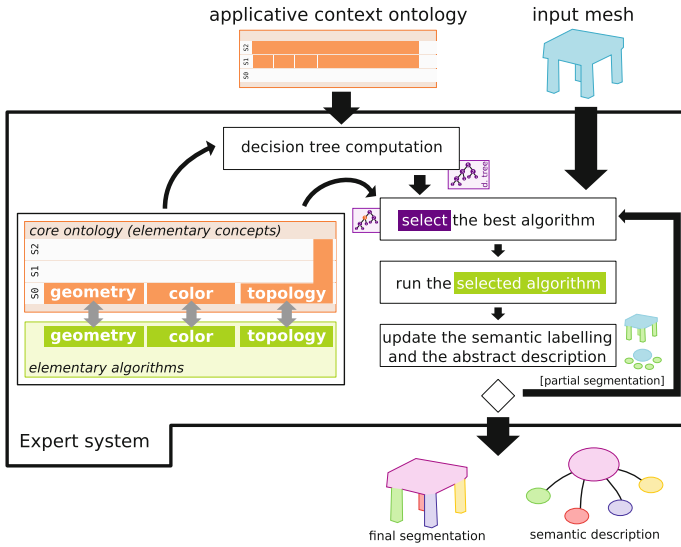 applicative context ontology
input mesh
S2
S1
S0
decision tree computation
d. tree
select the best algorithm
core ontology (elementary concepts)
S2
S1
S0
geometry
color
topology
geometry
color
topology
elementary algorithms
run the selected algorithm
update the semantic labelling
and the abstract description
[partial segmentation]
Expert system
final segmentation
semantic description